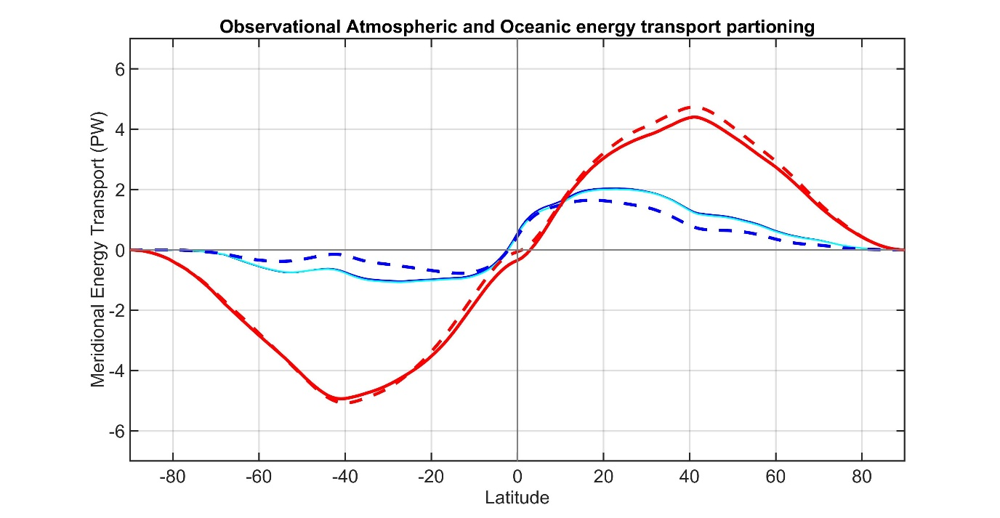 Observational Atmospheric and Oceanic energy transport partioning
Meridional Energy Transport (PW)
6
4
2
0
-2
-4
-6
-80 -60 -40 -20 0 20 40 60 80
Latitude